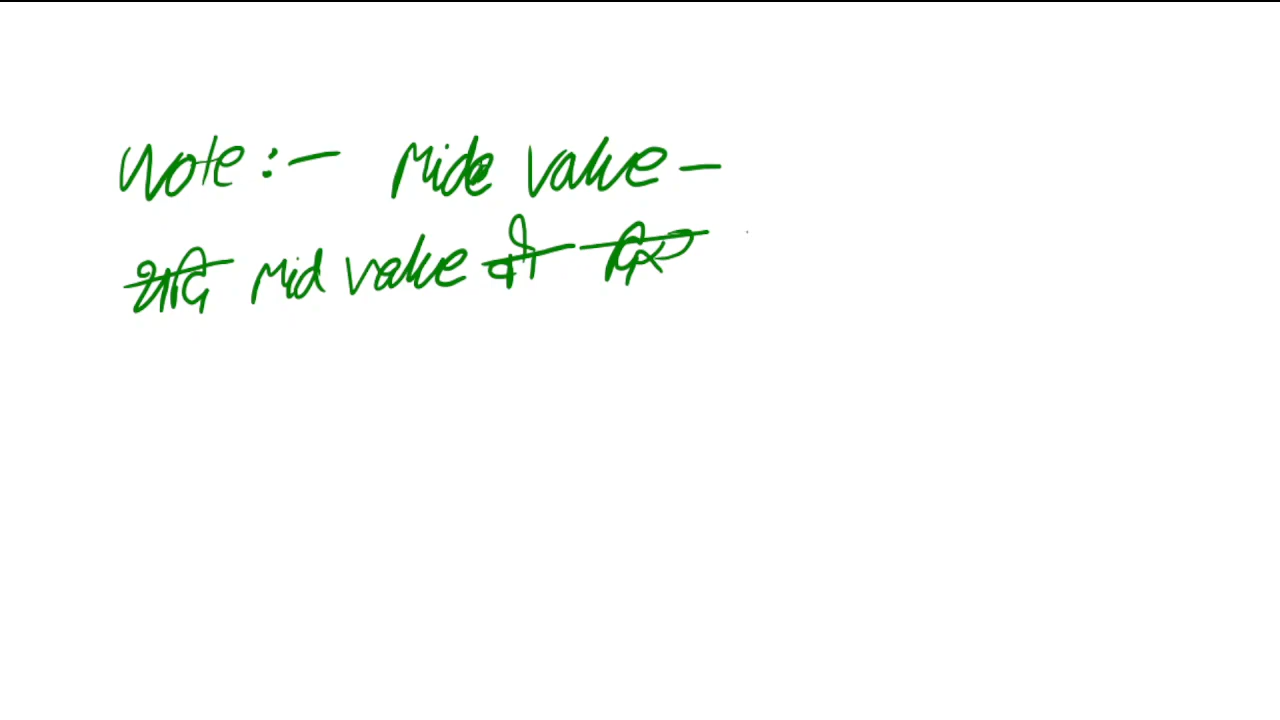 Note :- Mide value -
यदि mid value की